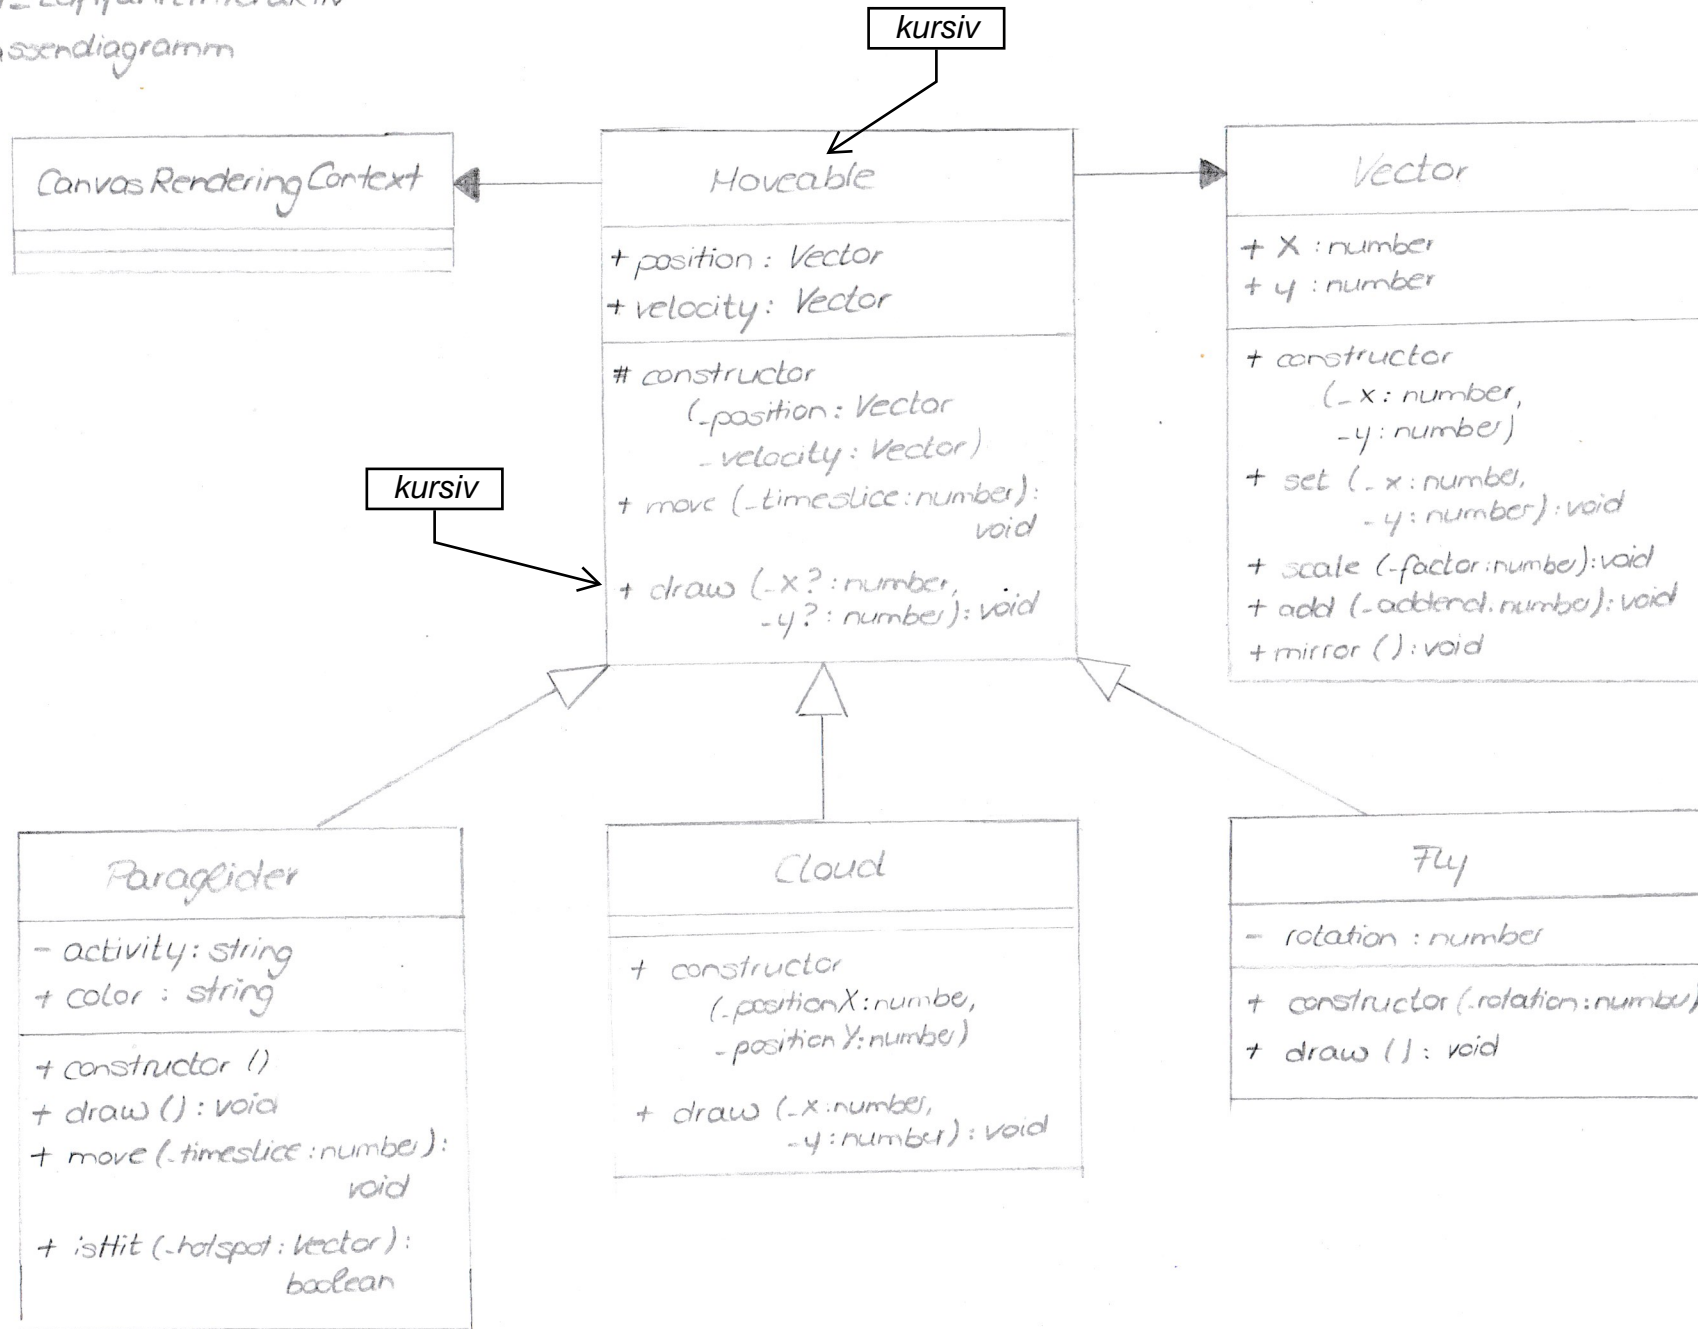 kursiv
ssendiagramm
CanvasRenderingContext
Moveable
+ position : Vector
+ velocity : Vector
# constructor
(_position : Vector
_velocity : Vector)
+ move (_timeslice : number) :
void
kursiv
+ draw (_x? : number,
_y? : number) : void
Vector
+ X : number
+ y : number
+ constructor
(_x : number,
_y : number)
+ set (_x : number,
_y : number) : void
+ scale (_factor : number) : void
+ add (_addend . number) : void
+ mirror () : void
Paraglider
- activity : string
+ color : string
+ constructor ()
+ draw () : void
+ move (_timeslice : number) :
void
+ isHit (_hotspot : Vector) :
boolean
Cloud
+ constructor
(_positionX : numbe,
_positionY : number)
+ draw (_x : number,
_y : number) : void
Fly
- rotation : number
+ constructor (_rotation : number)
+ draw () : void